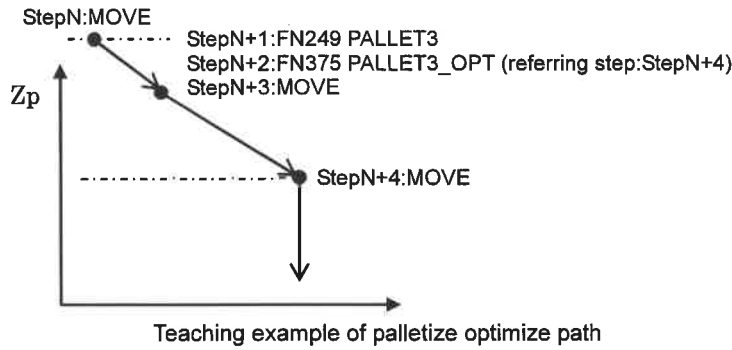 StepN:MOVE
StepN+1:FN249 PALLET3
StepN+2:FN375 PALLET3_OPT (referring step:StepN+4)
StepN+3:MOVE
Zp
StepN+4:MOVE
Teaching example of palletize optimize path